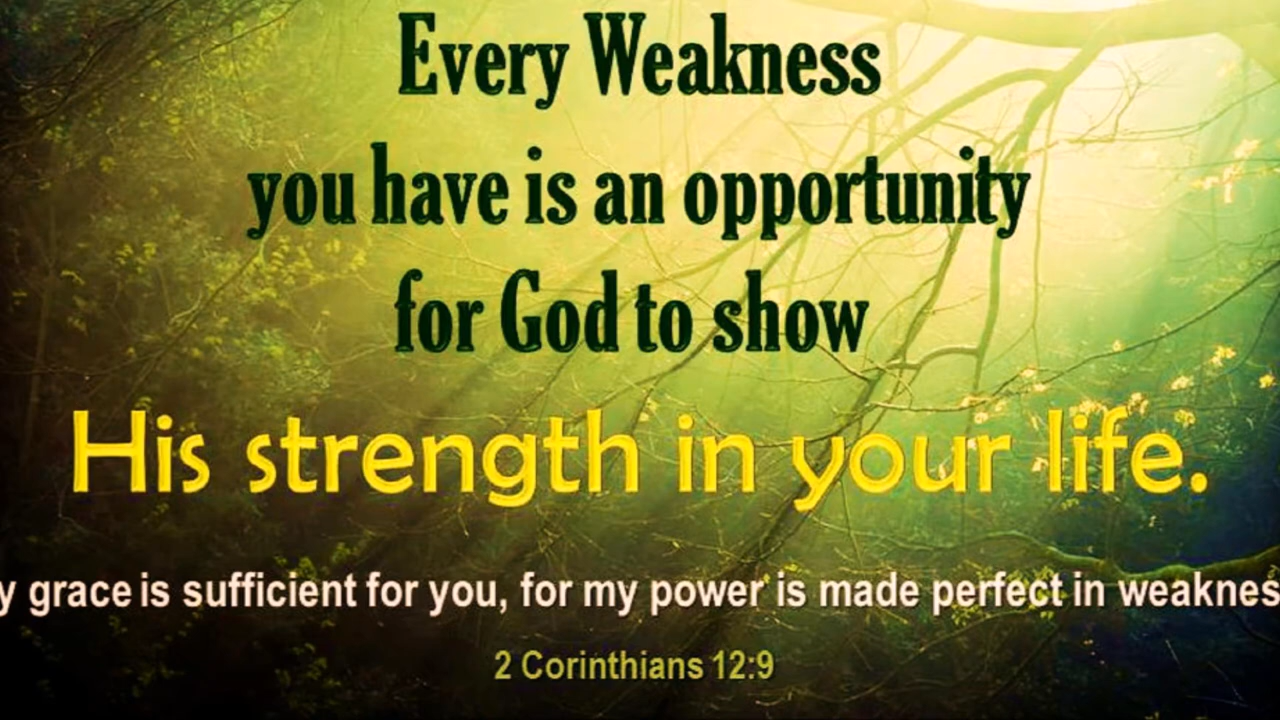 Every Weakness
you have is an opportunity
for God to show
His strength in your life.
y grace is sufficient for you, for my power is made perfect in weaknes
2 Corinthians 12:9